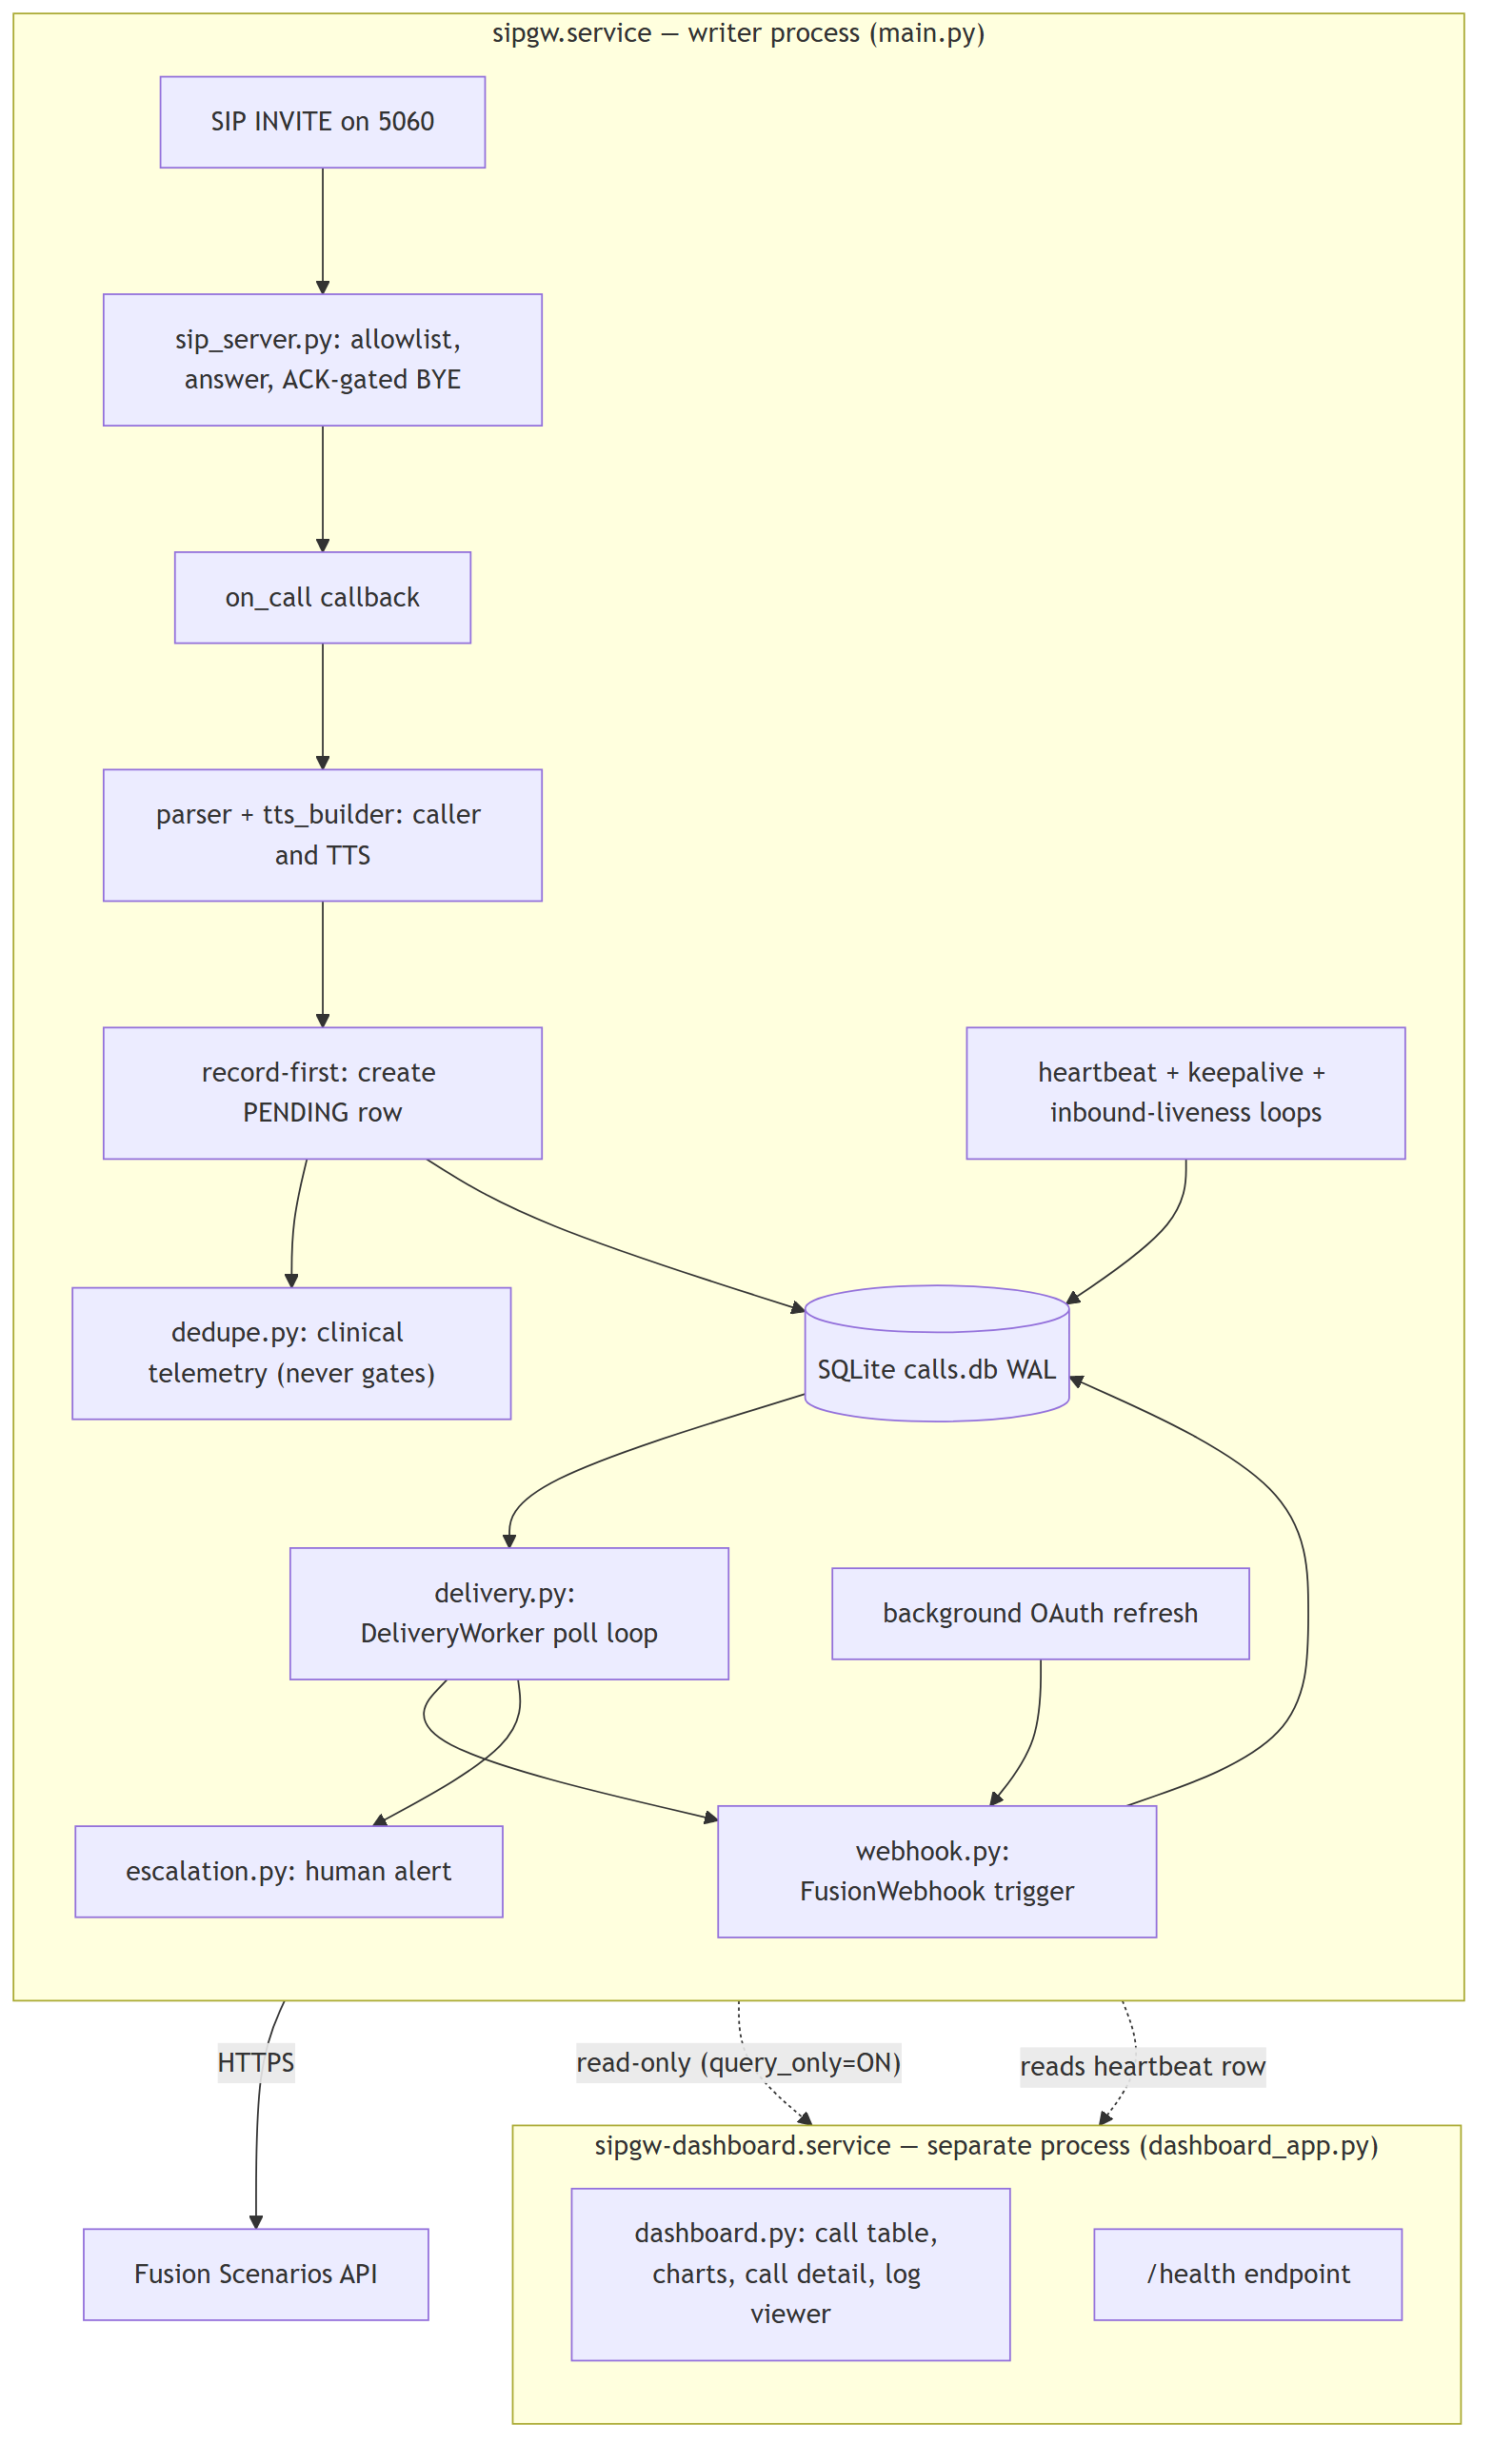 sipgw.service — writer process (main.py)
SIP INVITE on 5060
sip_server.py: allowlist,
answer, ACK-gated BYE
on_call callback
parser + tts_builder: caller
and TTS
record-first: create
PENDING row
heartbeat + keepalive +
inbound-liveness loops
dedupe.py: clinical
telemetry (never gates)
SQLite calls.db WAL
delivery.py:
DeliveryWorker poll loop
background OAuth refresh
escalation.py: human alert
webhook.py:
FusionWebhook trigger
HTTPS
read-only (query_only=ON)
reads heartbeat row
sipgw-dashboard.service — separate process (dashboard_app.py)
Fusion Scenarios API
dashboard.py: call table,
charts, call detail, log
viewer
/health endpoint